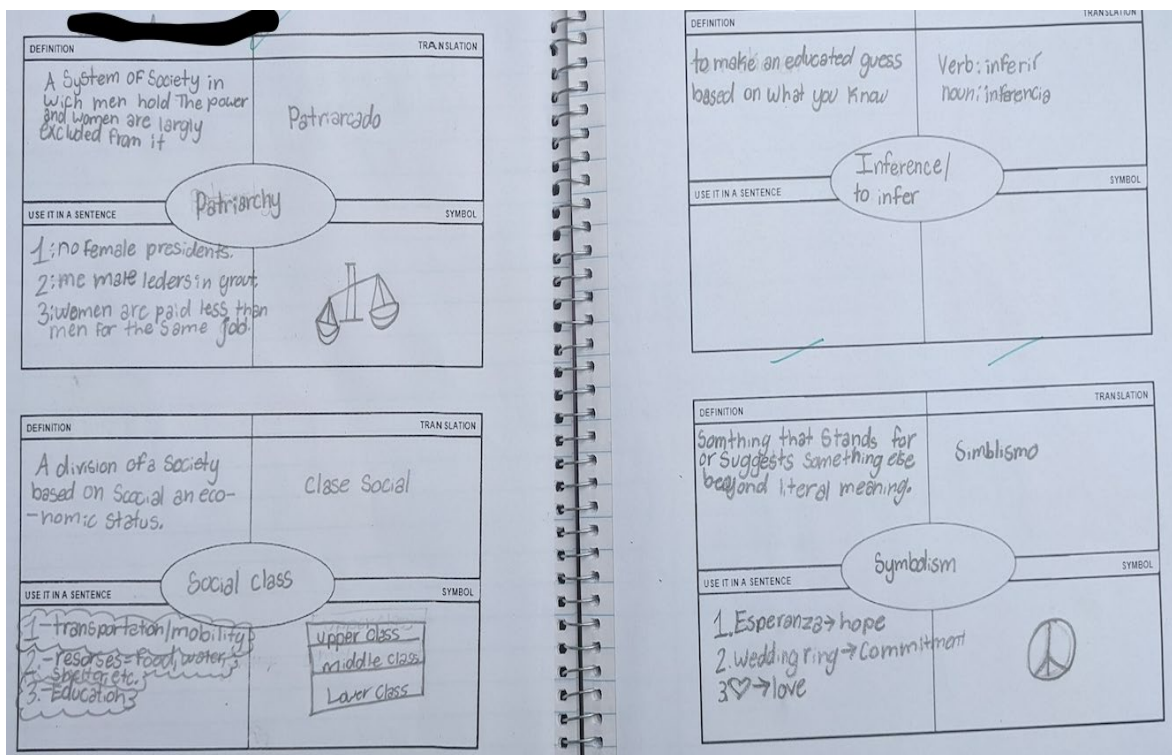 DEFINITION
TRANSLATION
A System of Society in
wich men hold The power
and women are largely
excluded from it
Patriarcado
Patriarchy
USE IT IN A SENTENCE
SYMBOL
1:no female presidents.
2: male leders in
3:women are paid less than
men for the same job.
DEFINITION
TRANSLATION
A division of a Society
based on Scocial an eco-
-nomic status.
clase Social
Social class
USE IT IN A SENTENCE
SYMBOL
1-transportation/mobility
2.-resorses=food, water,
shelter, etc.
3.-Education
upper class
middle class
Lower class
DEFINITION
TRANSLATION
to make an educated guess
based on what you Know
Verb: inferir
noun: inferencia
Inference/
to infer
USE IT IN A SENTENCE
SYMBOL
DEFINITION
TRANSLATION
Somthing that Stands for
or Suggests something else
beyond literal meaning.
Simblismo
Symbolism
USE IT IN A SENTENCE
SYMBOL
1.Esperanza→hope
2.wedding ring→Commitment
3♡→love